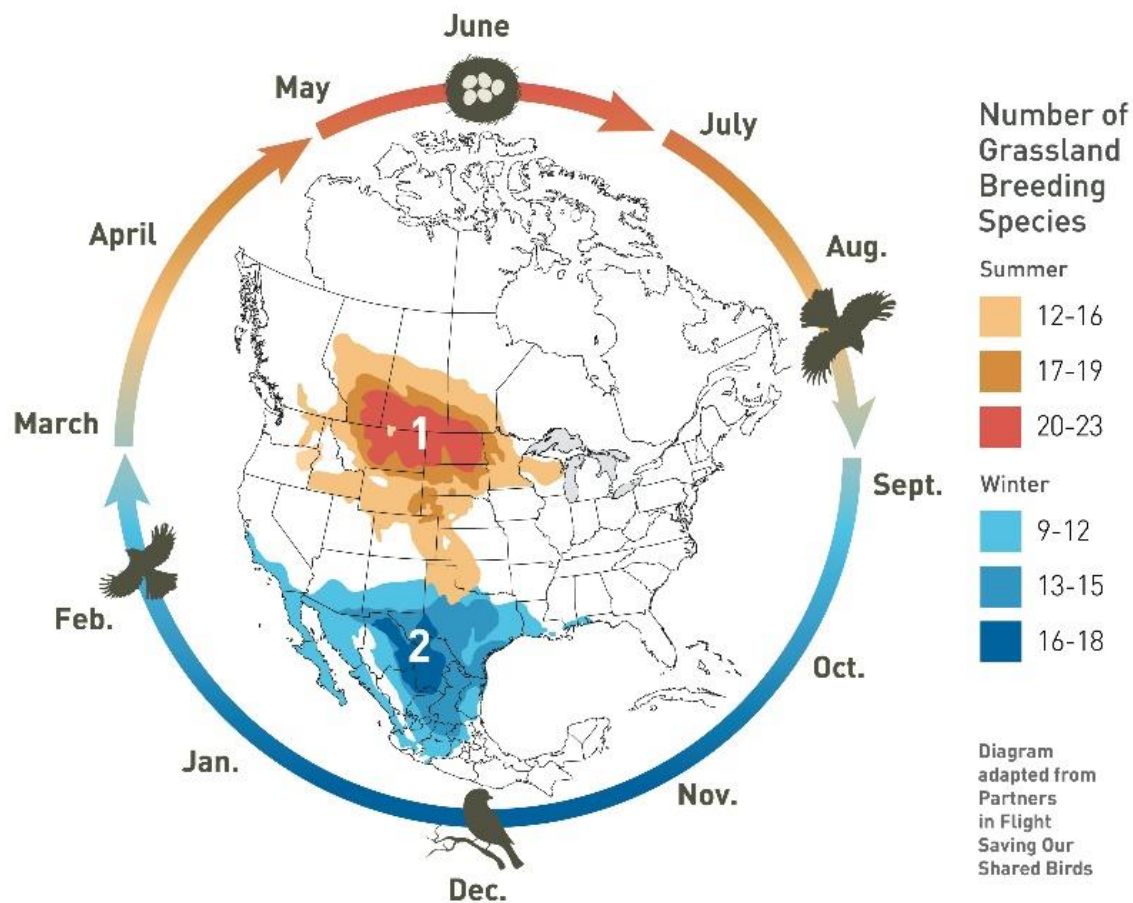 June
May
July
April
Aug.
March
Sept.
Feb.
Oct.
Jan.
Nov.
Dec.
1
2
Number of
Grassland
Breeding
Species
Summer
12-16
17-19
20-23
Winter
9-12
13-15
16-18
Diagram
adapted from
Partners
in Flight
Saving Our
Shared Birds